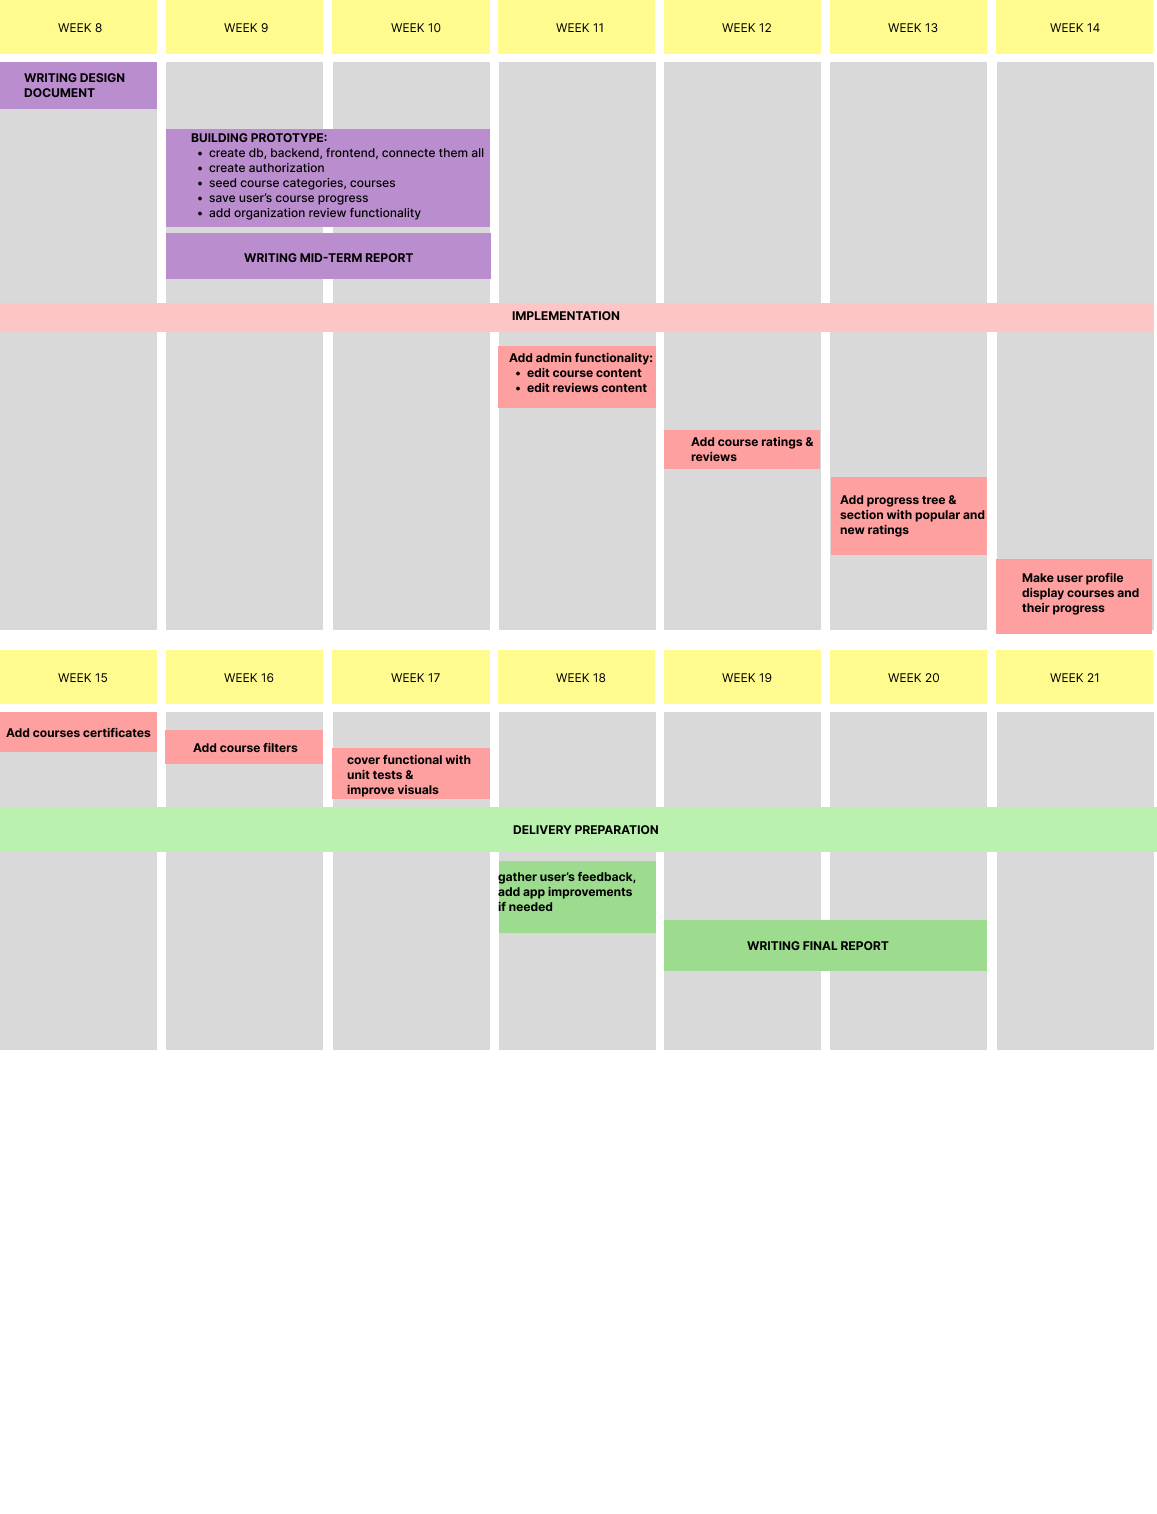 WEEK 8
WEEK 9
WEEK 10
WEEK 11
WEEK 12
WEEK 13
WEEK 14
WRITING DESIGN
DOCUMENT
BUILDING PROTOTYPE:
• create db, backend, frontend, connecte them all
• create authorization
• seed course categories, courses
• save user’s course progress
• add organization review functionality
WRITING MID-TERM REPORT
IMPLEMENTATION
Add admin functionality:
• edit course content
• edit reviews content
Add course ratings &
reviews
Add progress tree &
section with popular and
new ratings
Make user profile
display courses and
their progress
WEEK 15
WEEK 16
WEEK 17
WEEK 18
WEEK 19
WEEK 20
WEEK 21
Add courses certificates
Add course filters
cover functional with
unit tests &
improve visuals
DELIVERY PREPARATION
gather user’s feedback,
add app improvements
if needed
WRITING FINAL REPORT